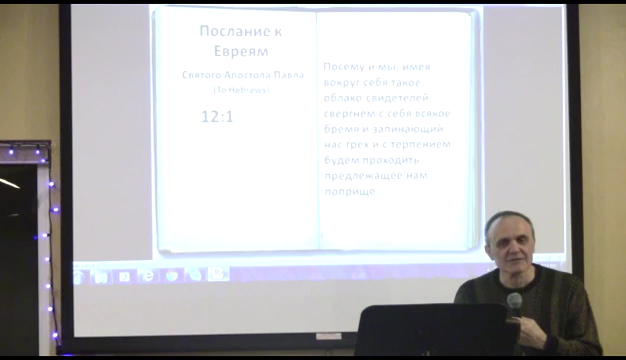 Послание к
Евреям
Святого Апостола Павла
(To Hebrews)
12:1
Посему и мы, имея
вокруг себя такое
облако свидетелей
свергнем с себя всякое
бремя и запинающий
нас грех и с терпением
будем проходить
предлежащее нам
поприще